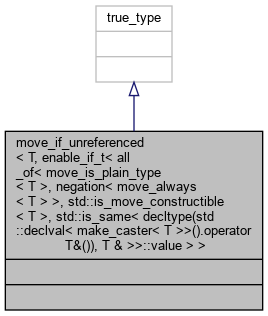 true_type
move_if_unreferenced
< T, enable_if_t< all
_of< move_is_plain_type
< T >, negation< move_always
< T > >, std::is_move_constructible
< T >, std::is_same< decltype(std
::declval< make_caster< T >>().operator
T&()), T & >>::value > >